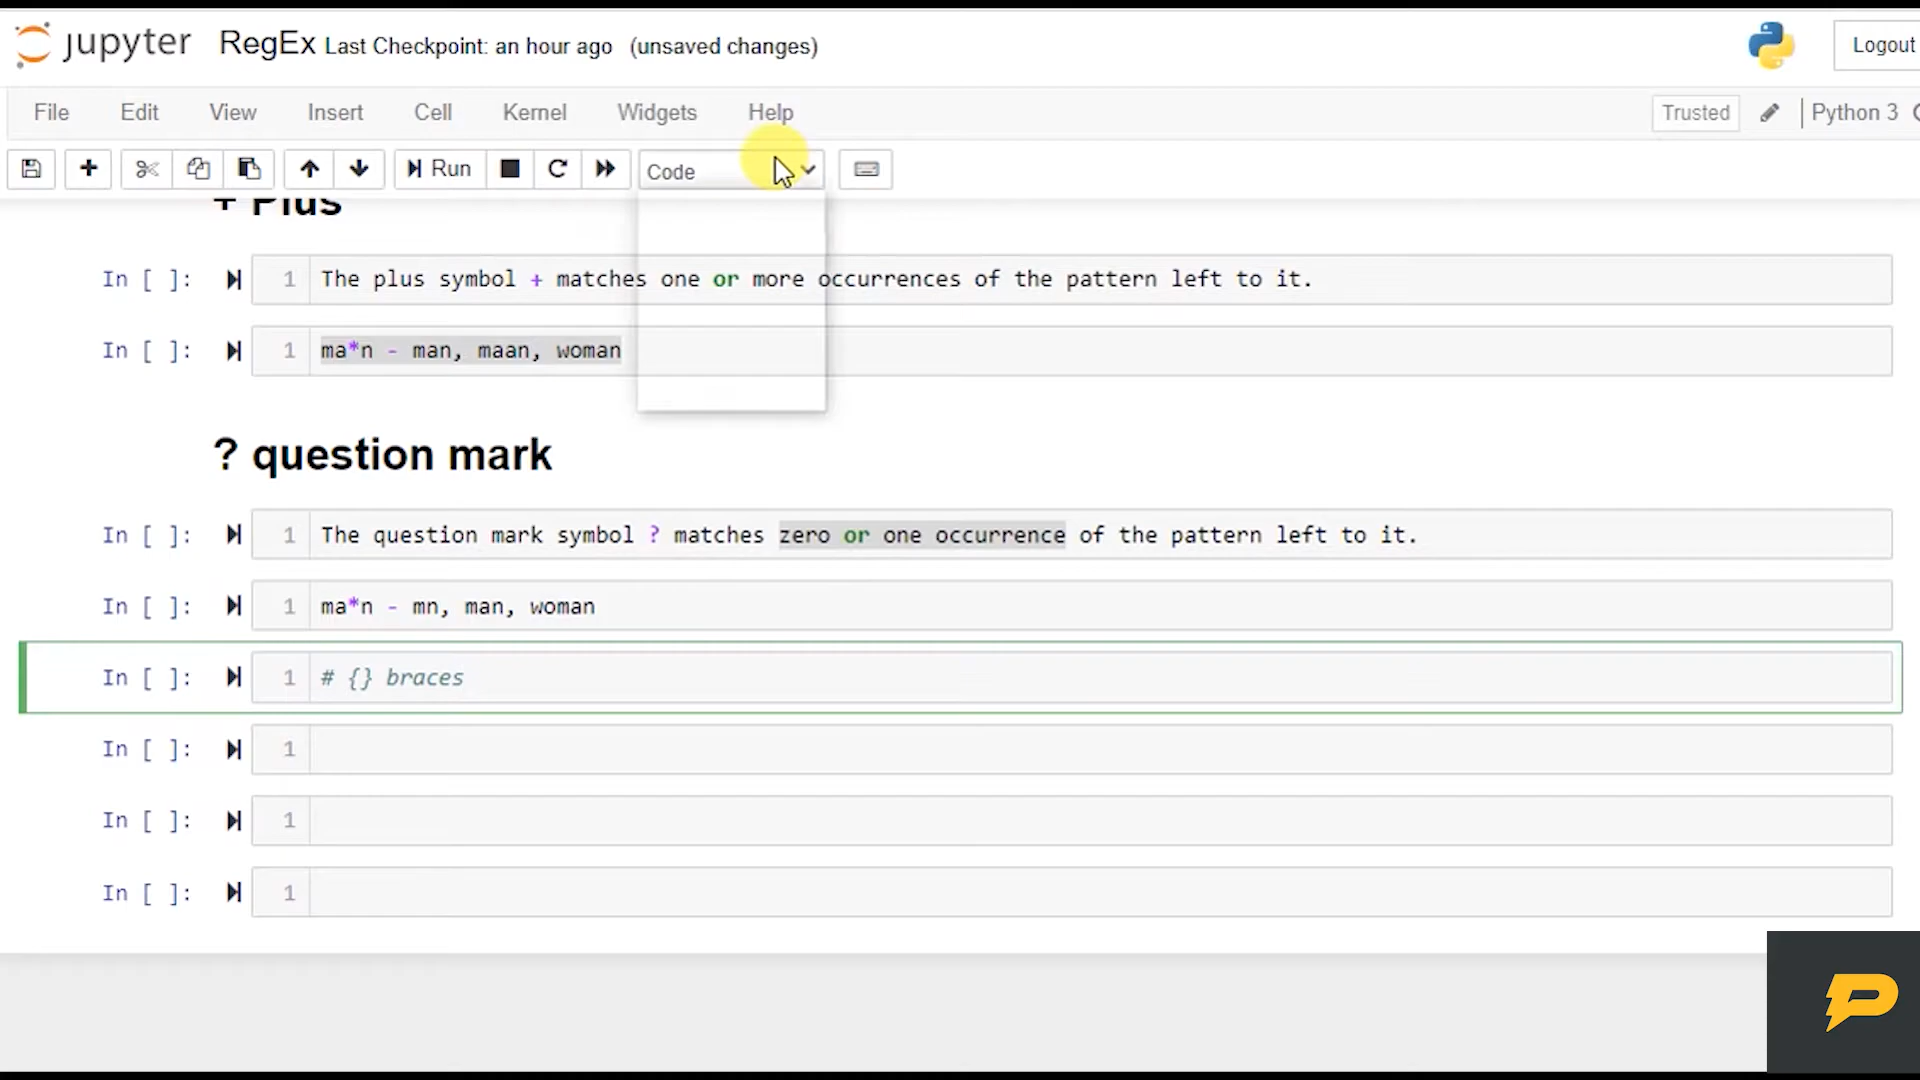 jupyter RegEx Last Checkpoint: an hour ago (unsaved changes) Logout
File Edit View Insert Cell Kernel Widgets Help Trusted Python 3
Run Code
+ Plus
In [ ]: 1 The plus symbol + matches one or more occurrences of the pattern left to it.
In [ ]: 1 ma*n - man, maan, woman
? question mark
In [ ]: 1 The question mark symbol ? matches zero or one occurrence of the pattern left to it.
In [ ]: 1 ma*n - mn, man, woman
In [ ]: 1 # {} braces
In [ ]: 1
In [ ]: 1
In [ ]: 1